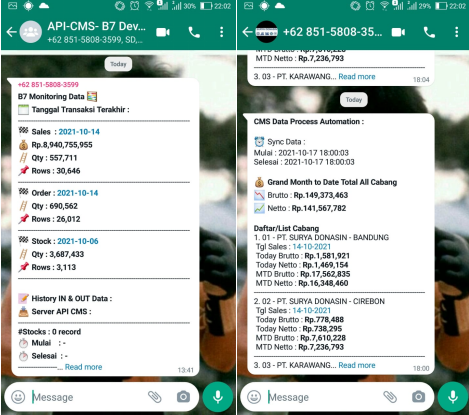 30% 22:02
API-CMS- B7 Dev...
+62 851-5808-3599, SD,...
Today
+62 851-5808-3599
B7 Monitoring Data
Tanggal Transaksi Terakhir :
Sales : 2021-10-14
Rp.8,940,755,955
Qty : 557,711
Rows : 30,646
Order : 2021-10-14
Qty : 690,562
Rows : 26,012
Stock : 2021-10-06
Qty : 3,687,433
Rows : 3,113
History IN & OUT Data :
Server API CMS :
#Stocks : 0 record
Mulai : -
Selesai : -
---------------... Read more
13:41
Message
29% 22:02
+62 851-5808-35...
MTD Brutto : Rp.7,610,228
MTD Netto : Rp.7,236,793
3. 03 - PT. KARAWANG... Read more
18:04
Today
CMS Data Process Automation :
Sync Data :
Mulai : 2021-10-17 18:00:03
Selesai : 2021-10-17 18:00:03
Grand Month to Date Total All Cabang
Brutto : Rp.149,373,463
Netto : Rp.141,567,782
Daftar/List Cabang
1. 01 - PT. SURYA DONASIN - BANDUNG
Tgl Sales : 14-10-2021
Today Brutto : Rp.1,581,921
Today Netto : Rp.1,469,154
MTD Brutto : Rp.17,562,835
MTD Netto : Rp.16,348,460
2. 02 - PT. SURYA DONASIN - CIREBON
Tgl Sales : 14-10-2021
Today Brutto : Rp.778,488
Today Netto : Rp.738,295
MTD Brutto : Rp.7,610,228
MTD Netto : Rp.7,236,793
3. 03 - PT. KARAWANG... Read more
18:00
Message